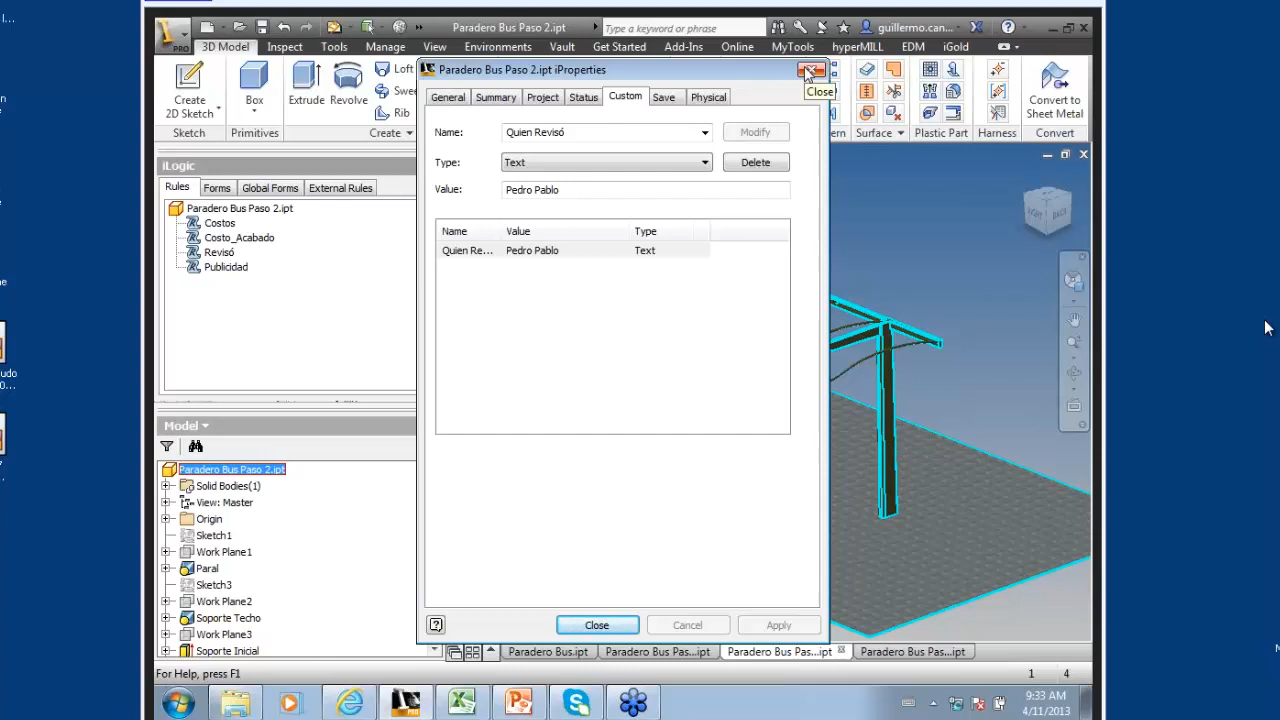 Paradero Bus Paso 2.ipt
Type a keyword or phrase
guillermo.can...
PRO
3D Model Inspect Tools Manage View Environments Vault Get Started Add-Ins Online MyTools hyperMILL EDM iGold
Create
2D Sketch
Sketch
Box
Primitives
Extrude
Revolve
Loft
Swee
Rib
Create
Surface
Plastic Part
Harness
Convert to
Sheet Metal
Convert
Paradero Bus Paso 2.ipt iProperties
Close
General Summary Project Status Custom Save Physical
Name: Quien Revisó Modify
Type: Text Delete
Value: Pedro Pablo
Name Value Type
Quien Re... Pedro Pablo Text
Close Cancel Apply
iLogic
Rules Forms Global Forms External Rules
Paradero Bus Paso 2.ipt
Costos
Costo_Acabado
Revisó
Publicidad
Model
Paradero Bus Paso 2.ipt
Solid Bodies(1)
View: Master
Origin
Sketch1
Work Plane1
Paral
Sketch3
Work Plane2
Soporte Techo
Work Plane3
Soporte Inicial
RIGHT BACK
Paradero Bus.ipt Paradero Bus Pas...ipt Paradero Bus Pas...ipt Paradero Bus Pas...ipt
For Help, press F1
1 4
9:33 AM
4/11/2013